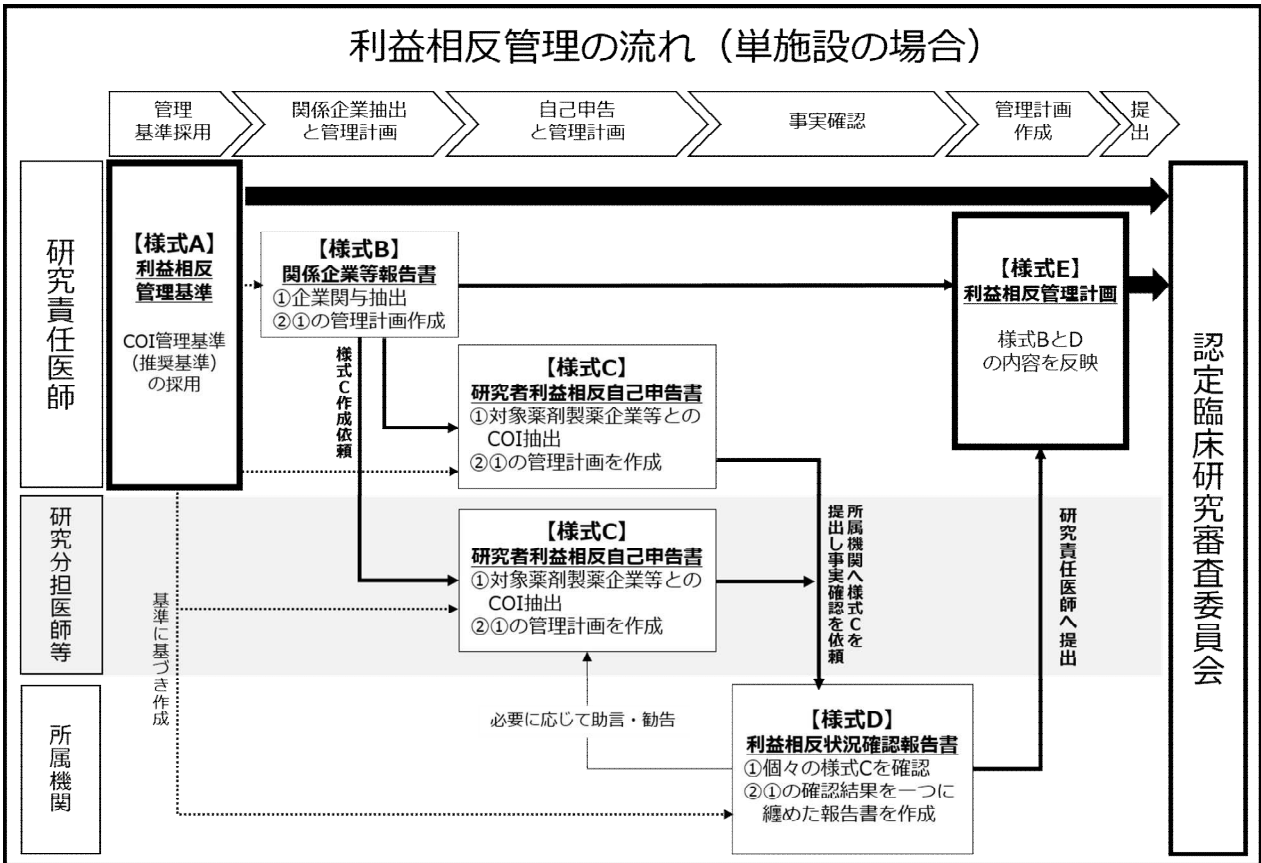 利益相反管理の流れ（単施設の場合）
管理
基準採用
関係企業抽出
と管理計画
自己申告
と管理計画
事実確認
管理計画
作成
提
出
研究責任医師
【様式A】
利益相反
管理基準
COI管理基準
（推奨基準）
の採用
【様式B】
関係企業等報告書
①企業関与抽出
②①の管理計画作成
様式C作成依頼
【様式C】
研究者利益相反自己申告書
①対象薬剤製薬企業等との
COI抽出
②①の管理計画を作成
【様式E】
利益相反管理計画
様式BとD
の内容を反映
認定臨床研究審査委員会
研究分担医師等
基準に基づき作成
【様式C】
研究者利益相反自己申告書
①対象薬剤製薬企業等との
COI抽出
②①の管理計画を作成
所属機関へ様式Cを
提出し事実確認を依頼
研究責任医師へ提出
所属機関
必要に応じて助言・勧告
【様式D】
利益相反状況確認報告書
①個々の様式Cを確認
②①の確認結果を一つに
纏めた報告書を作成